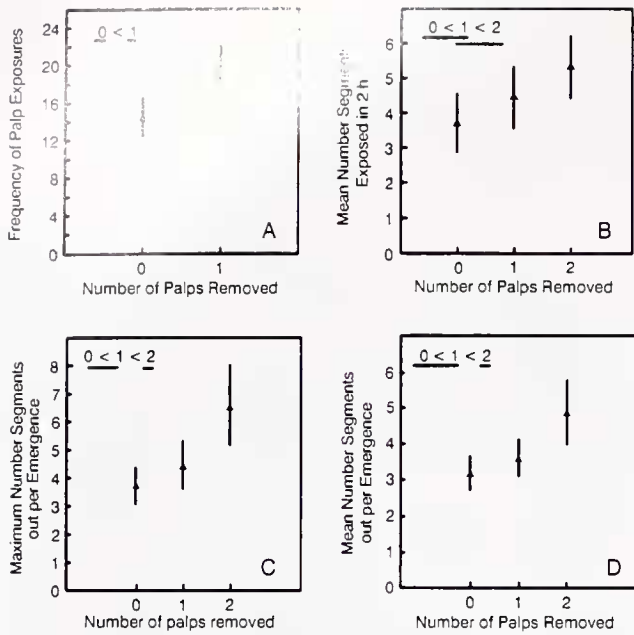 Frequency of Palp Exposures
24
20
16
12
8
4
0
0 < 1
A
0 1
Number of Palps Removed
Mean Number Segments
Exposed in 2 h
6
5
4
3
2
1
0
0 < 1 < 2
B
0 1 2
Number of Palps Removed
Maximum Number Segments
out per Emergence
8
7
6
5
4
3
2
1
0
0 < 1 < 2
C
0 1 2
Number of palps removed
Mean Number Segments
out per Emergence
6
5
4
3
2
1
0
0 < 1 < 2
D
0 1 2
Number of Palps Removed